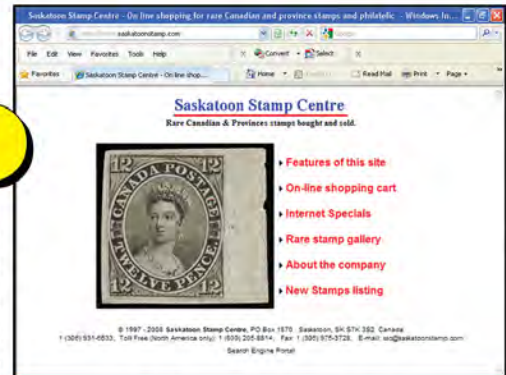 Saskatoon Stamp Centre - On line shopping for rare Canadian and province stamps and philatelic - Windows In...
saskatoonstamp.com
File Edit View Favorites Tools Help
Convert Select
Favorites Saskatoon Stamp Centre - On line shop...
Home Read Mail Print Page
Saskatoon Stamp Centre
Rare Canadian & Provinces stamps bought and sold.
12 12
CANADA POSTAGE
TWELVE PENCE.
12 12
Features of this site
On-line shopping cart
Internet Specials
Rare stamp gallery
About the company
New Stamps listing
© 1997 - 2008 Saskatoon Stamp Centre, PO Box 1870 Saskatoon, SK S7K 3S2 Canada
1 (306) 931-6633, Toll Free (North America only): 1 (800) 205-8814, Fax: 1 (306) 975-3728, E-mail:
Search Engine Portal